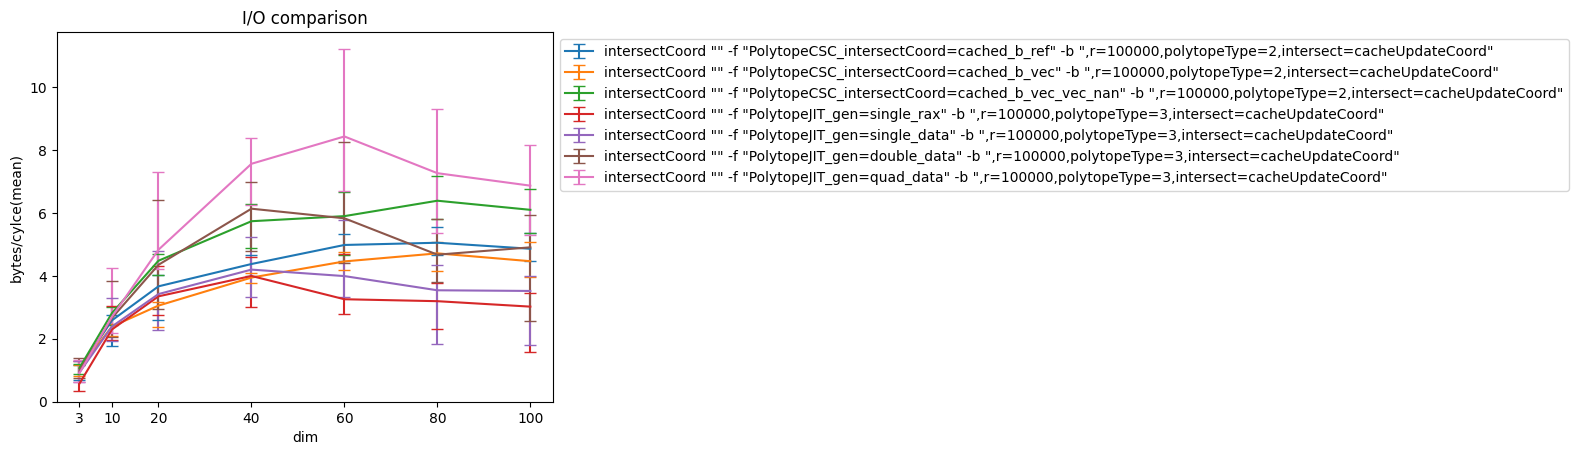 I/O comparison
bytes/cylce(mean)
10
8
6
4
2
0
3 10 20 40 60 80 100
dim
intersectCoord "" -f "PolytopeCSC_intersectCoord=cached_b_ref" -b ",r=100000,polytopeType=2,intersect=cacheUpdateCoord"
intersectCoord "" -f "PolytopeCSC_intersectCoord=cached_b_vec" -b ",r=100000,polytopeType=2,intersect=cacheUpdateCoord"
intersectCoord "" -f "PolytopeCSC_intersectCoord=cached_b_vec_vec_nan" -b ",r=100000,polytopeType=2,intersect=cacheUpdateCoord"
intersectCoord "" -f "PolytopeJIT_gen=single_rax" -b ",r=100000,polytopeType=3,intersect=cacheUpdateCoord"
intersectCoord "" -f "PolytopeJIT_gen=single_data" -b ",r=100000,polytopeType=3,intersect=cacheUpdateCoord"
intersectCoord "" -f "PolytopeJIT_gen=double_data" -b ",r=100000,polytopeType=3,intersect=cacheUpdateCoord"
intersectCoord "" -f "PolytopeJIT_gen=quad_data" -b ",r=100000,polytopeType=3,intersect=cacheUpdateCoord"